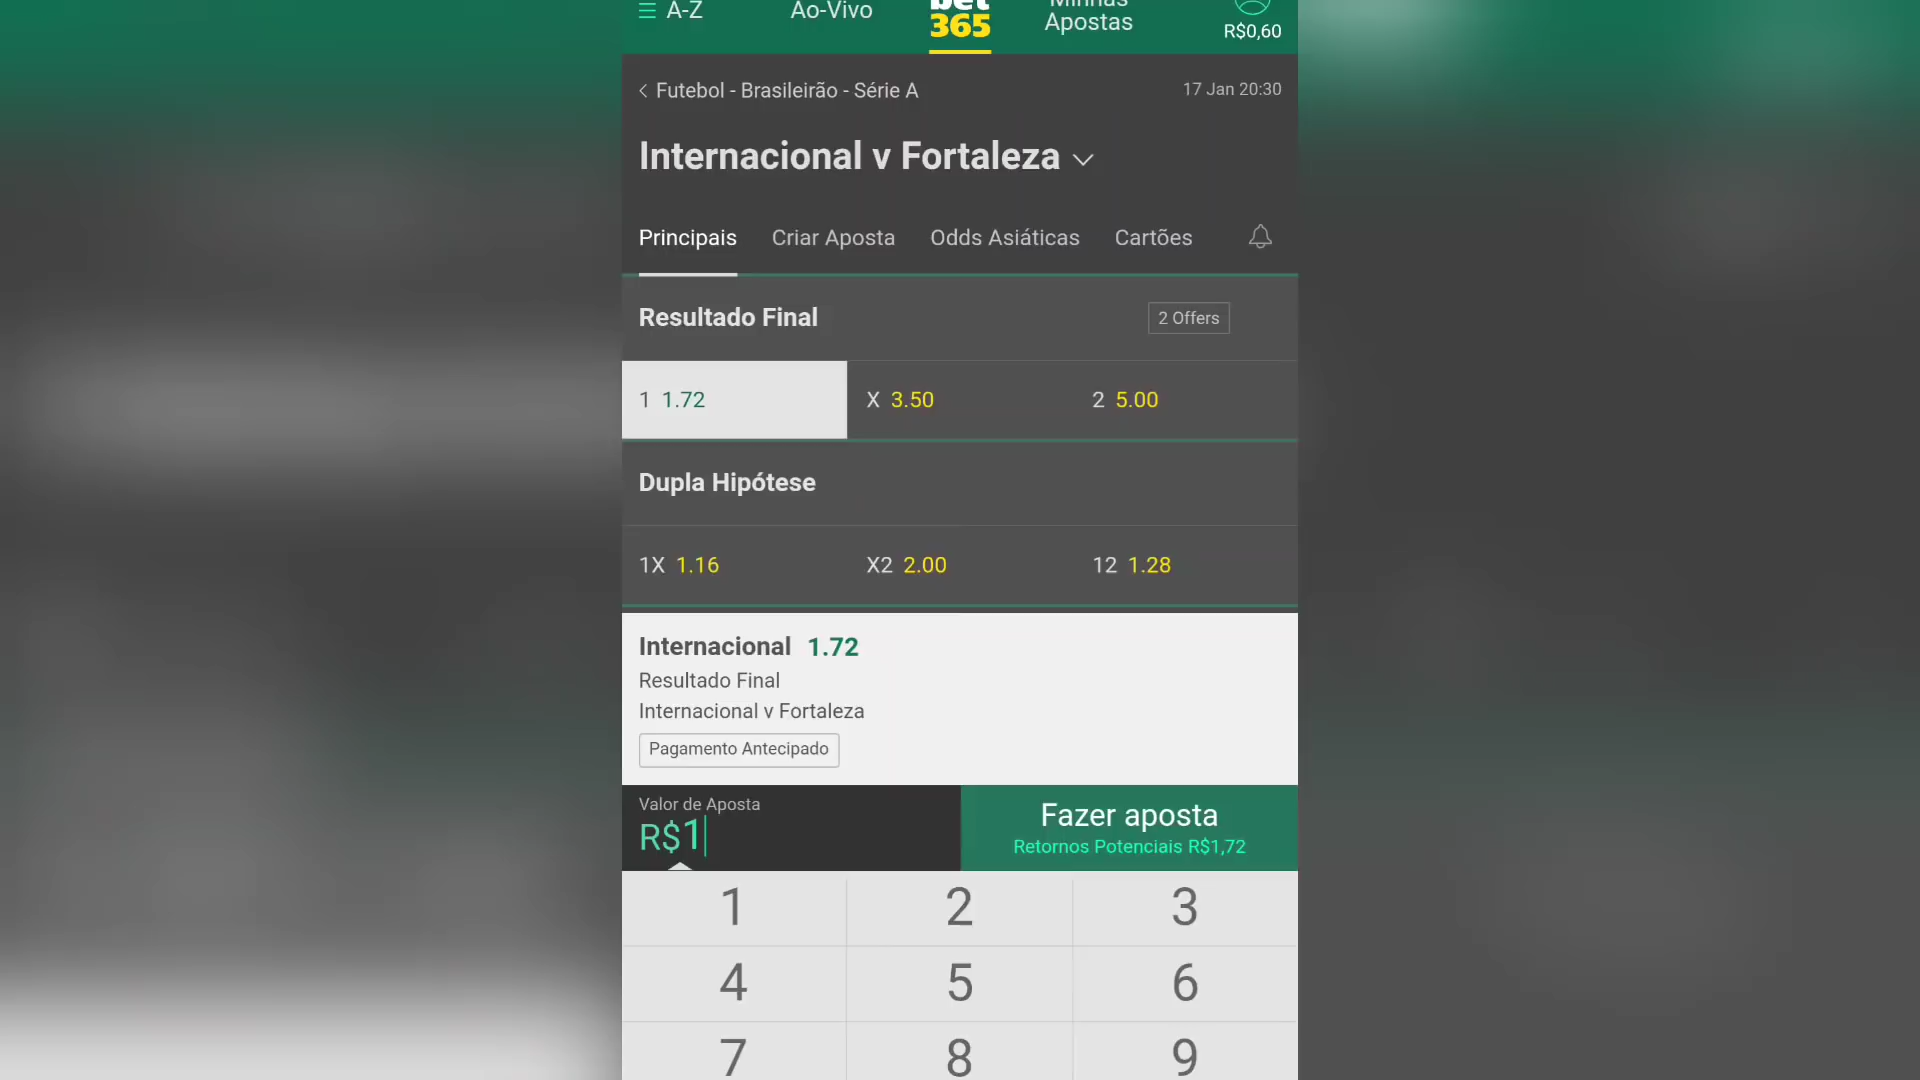 A-Z Ao-Vivo bet365 Minhas Apostas R$0,60
Futebol - Brasileirão - Série A 17 Jan 20:30
Internacional v Fortaleza
Principais Criar Aposta Odds Asiáticas Cartões
Resultado Final 2 Offers
1 1.72 X 3.50 2 5.00
Dupla Hipótese
1X 1.16 X2 2.00 12 1.28
Internacional 1.72
Resultado Final
Internacional v Fortaleza
Pagamento Antecipado
Valor de Aposta
R$1
Fazer aposta
Retornos Potenciais R$1,72
1 2 3
4 5 6
7 8 9